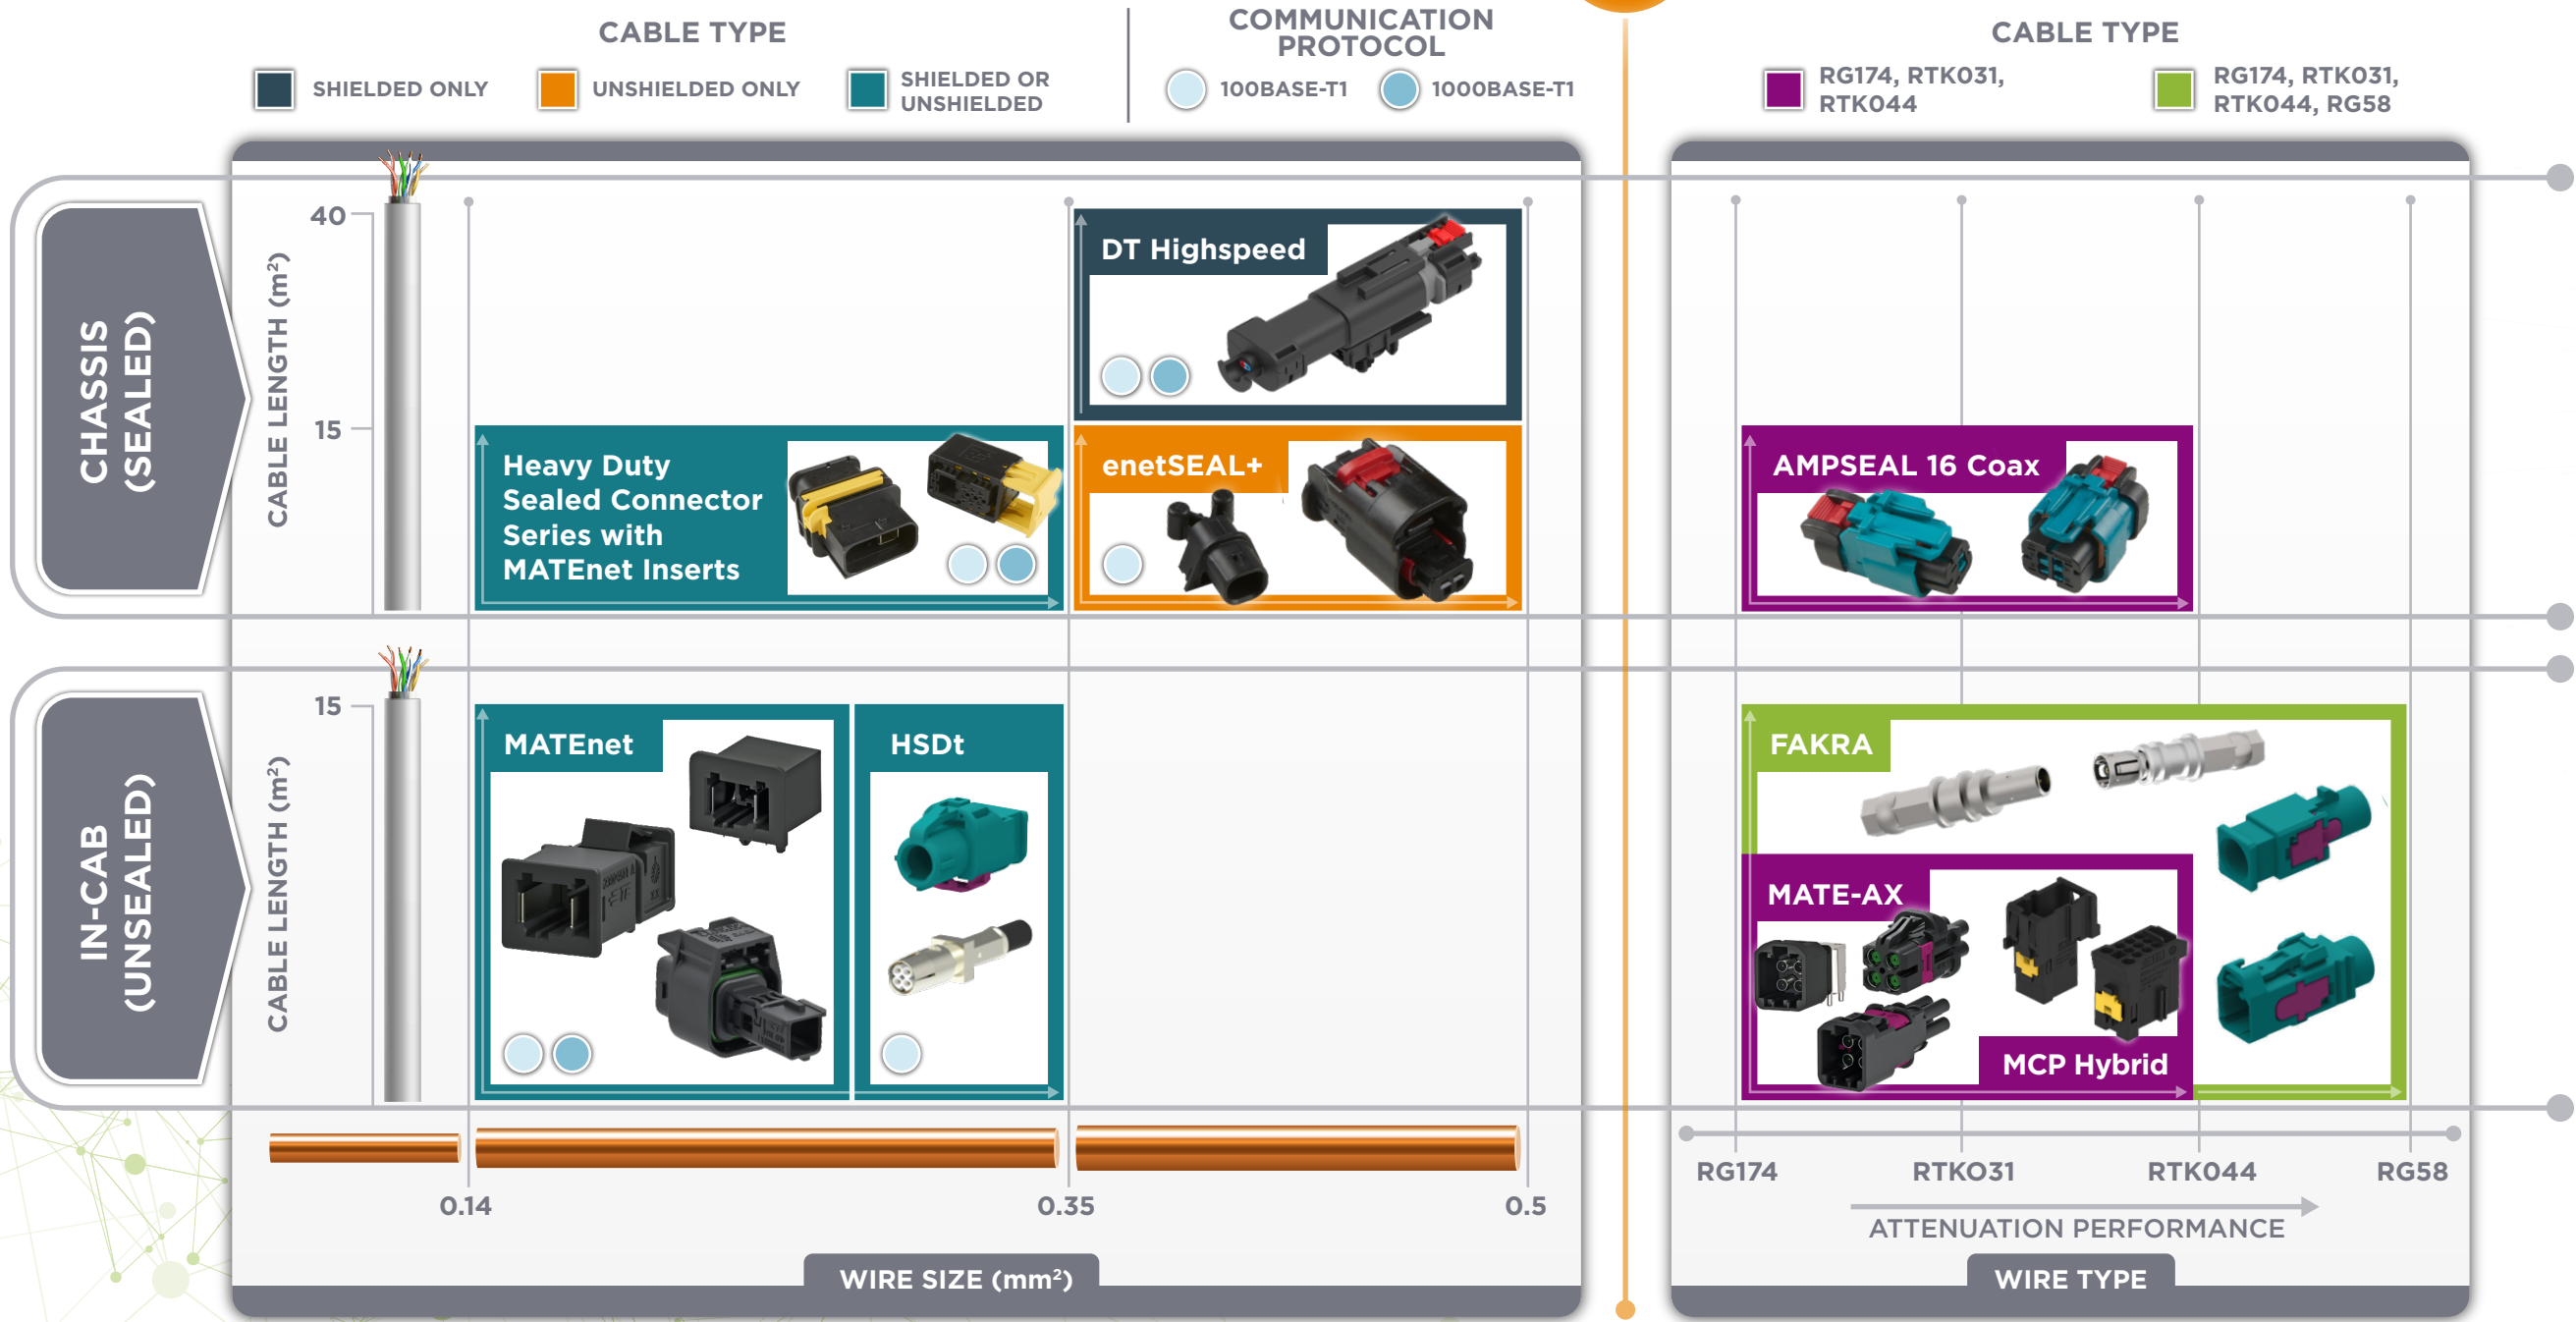 CABLE TYPE
SHIELDED ONLY
UNSHIELDED ONLY
SHIELDED OR
UNSHIELDED
COMMUNICATION
PROTOCOL
100BASE-T1
1000BASE-T1
CABLE TYPE
RG174, RTK031,
RTK044
RG174, RTK031,
RTK044, RG58
CHASSIS
(SEALED)
CABLE LENGTH (m²)
40
15
DT Highspeed
Heavy Duty
Sealed Connector
Series with
MATEnet Inserts
enetSEAL+
AMPSEAL 16 Coax
IN-CAB
(UNSEALED)
CABLE LENGTH (m²)
15
MATEnet
HSDt
FAKRA
MATE-AX
MCP Hybrid
0.14
0.35
0.5
WIRE SIZE (mm²)
RG174
RTKO31
RTK044
RG58
ATTENUATION PERFORMANCE
WIRE TYPE